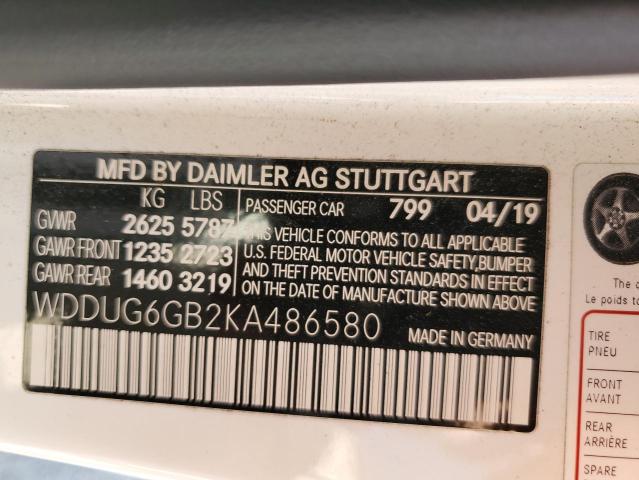 MFD BY DAIMLER AG STUTTGART
KG LBS
GVWR 2625 5787
GAWR FRONT 1235 2723
GAWR REAR 1460 3219
PASSENGER CAR 799 04/19
THIS VEHICLE CONFORMS TO ALL APPLICABLE
U.S. FEDERAL MOTOR VEHICLE SAFETY,BUMPER
AND THEFT PREVENTION STANDARDS IN EFFECT
ON THE DATE OF MANUFACTURE SHOWN ABOVE.
WDDUG6GB2KA486580
MADE IN GERMANY
The
Le poids to
TIRE
PNEU
FRONT
AVANT
REAR
ARRIÈRE
SPARE